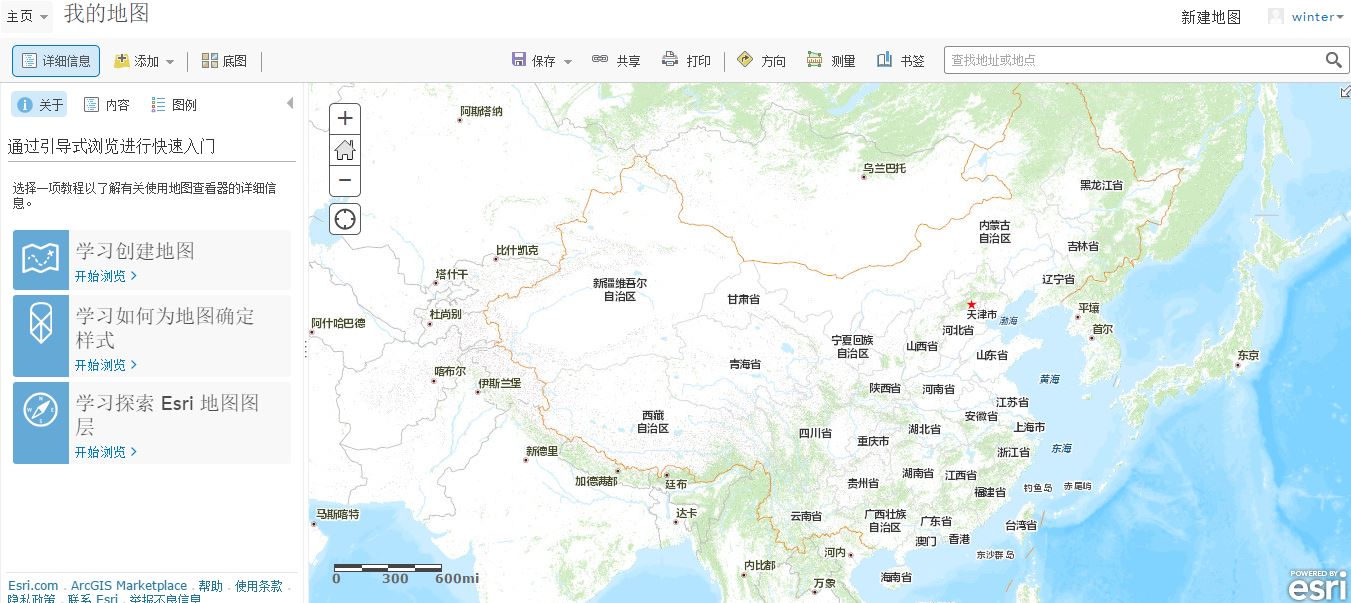 主页 我的地图 新建地图 winter
详细信息 添加 底图 保存 共享 打印 方向 测量 书签 查找地址或地点
关于 内容 图例
通过引导式浏览进行快速入门
选择一项教程以了解有关使用地图查看器的详细信
息。
学习创建地图
开始浏览
学习如何为地图确定
样式
开始浏览
学习探索 Esri 地图图
层
开始浏览
Esri.com . ArcGIS Marketplace . 帮助 . 使用条款 .
隐私政策 . 联系 Esri . 举报不良信息
阿斯塔纳
乌兰巴托
黑龙江省
内蒙古
自治区
吉林省
比什凯克
塔什干
新疆维吾尔
自治区
辽宁省
甘肃省
杜尚别
阿什哈巴德
天津市
渤海
平壤
河北省
首尔
宁夏回族
自治区
山西省
山东省
东京
青海省
喀布尔
伊斯兰堡
黄海
陕西省
河南省
江苏省
西藏
自治区
安徽省
上海市
四川省
湖北省
重庆市
新德里
浙江省
东海
加德满都
廷布
贵州省
湖南省
江西省
福建省
钓鱼岛
赤尾屿
马斯喀特
达卡
云南省
广西壮族
自治区
广东省
台湾省
澳门
香港
河内
东沙群岛
内比都
万象
海南省
0 300 600mi
POWERED BY
esri